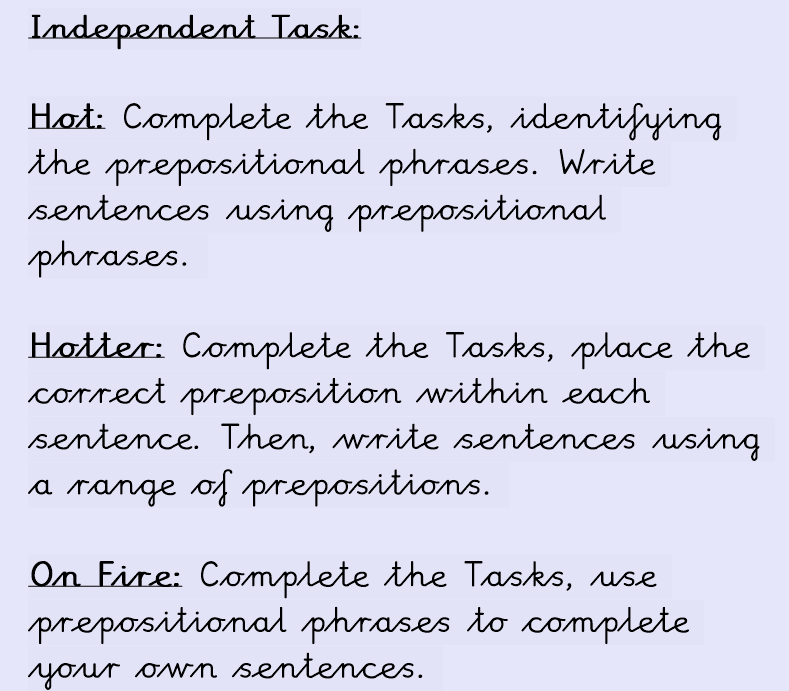 Independent Task:
Hot: Complete the Tasks, identifying
the prepositional phrases. Write
sentences using prepositional
phrases.
Hotter: Complete the Tasks, place the
correct preposition within each
sentence. Then, write sentences using
a range of prepositions.
On Fire: Complete the Tasks, use
prepositional phrases to complete
your own sentences.